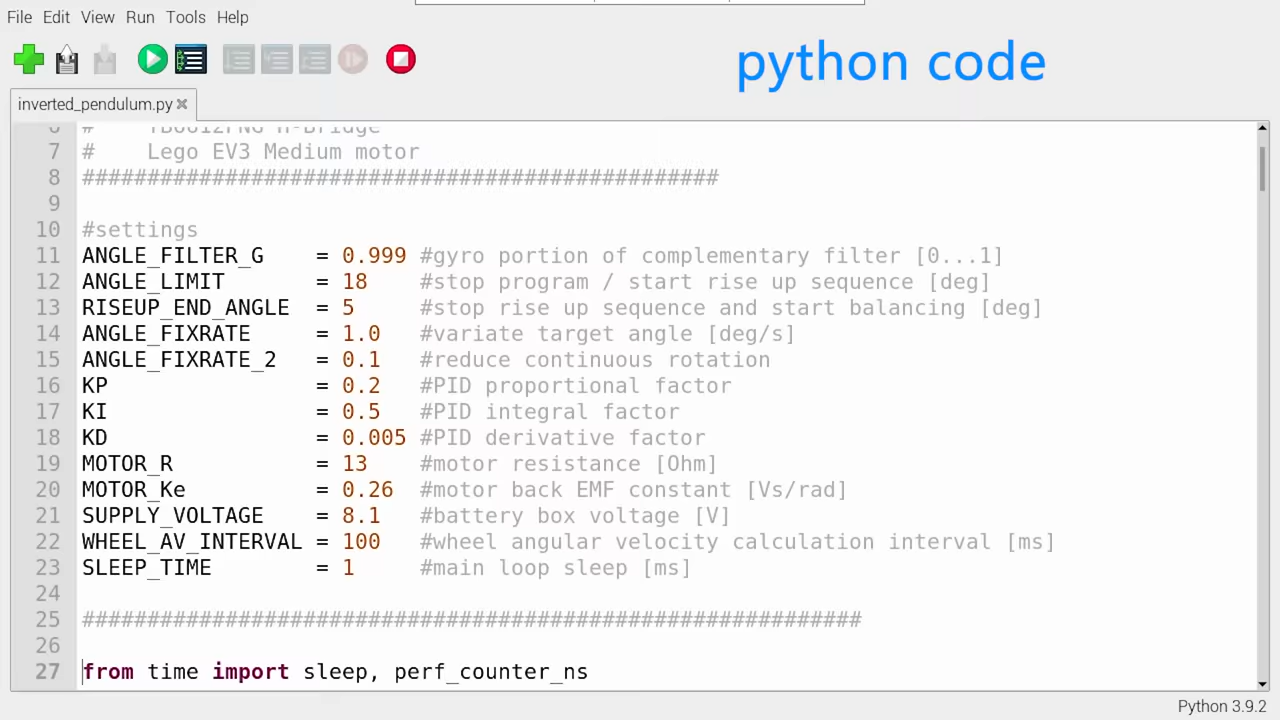 File Edit View Run Tools Help
python code
inverted_pendulum.py
6 # TB6612FNG H-Bridge
7 # Lego EV3 Medium motor
8 #################################################
9
10 #settings
11 ANGLE_FILTER_G = 0.999 #gyro portion of complementary filter [0...1]
12 ANGLE_LIMIT = 18 #stop program / start rise up sequence [deg]
13 RISEUP_END_ANGLE = 5 #stop rise up sequence and start balancing [deg]
14 ANGLE_FIXRATE = 1.0 #variate target angle [deg/s]
15 ANGLE_FIXRATE_2 = 0.1 #reduce continuous rotation
16 KP = 0.2 #PID proportional factor
17 KI = 0.5 #PID integral factor
18 KD = 0.005 #PID derivative factor
19 MOTOR_R = 13 #motor resistance [Ohm]
20 MOTOR_Ke = 0.26 #motor back EMF constant [Vs/rad]
21 SUPPLY_VOLTAGE = 8.1 #battery box voltage [V]
22 WHEEL_AV_INTERVAL = 100 #wheel angular velocity calculation interval [ms]
23 SLEEP_TIME = 1 #main loop sleep [ms]
24
25 ############################################################
26
27 from time import sleep, perf_counter_ns
Python 3.9.2